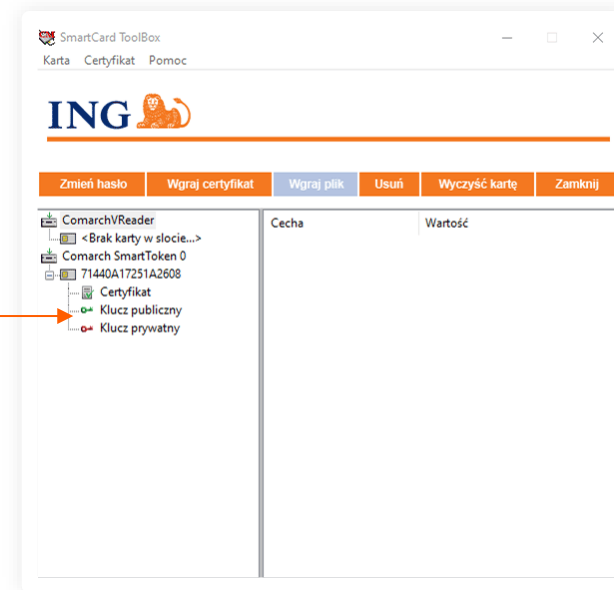 SmartCard ToolBox
Karta Certyfikat Pomoc
ING
Zmień hasło Wgraj certyfikat Wgraj plik Usuń Wyczyść kartę Zamknij
ComarchVReader
<Brak karty w slocie...>
Comarch SmartToken 0
71440A17251A2608
Certyfikat
Klucz publiczny
Klucz prywatny
Cecha Wartość